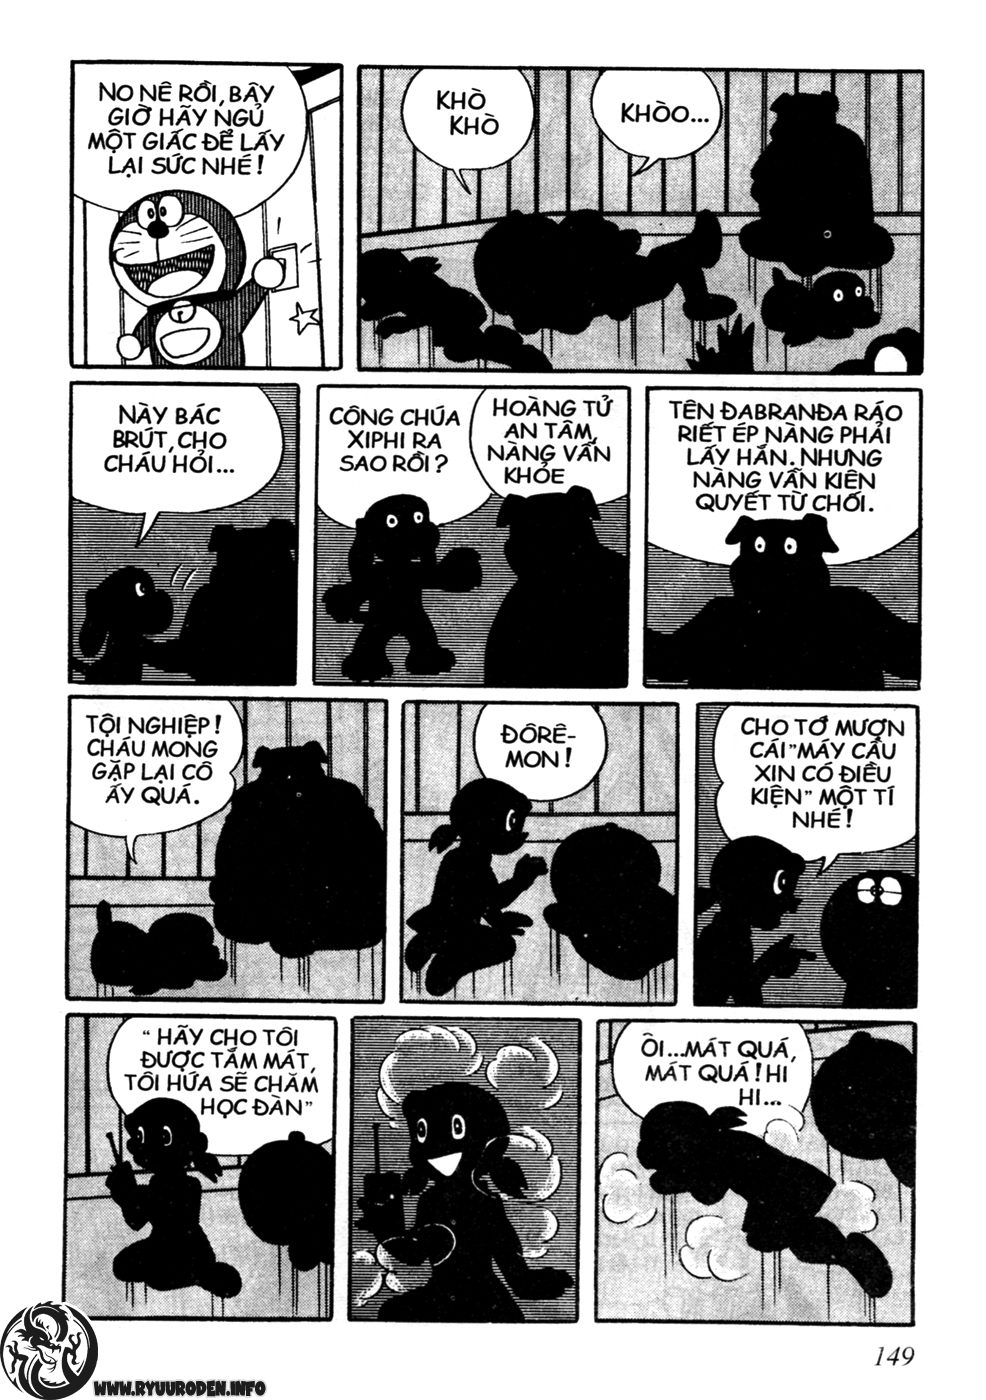 NO NÊ RỒI, BÂY
GIỜ HÃY NGỦ
MỘT GIẤC ĐỂ LẤY
LẠI SỨC NHÉ!
KHÒ
KHÒ
KHÒO...
NÀY BÁC
BRÚT, CHO
CHÁU HỎI...
CÔNG CHÚA
XIPHI RA
SAO RỒI?
HOÀNG TỬ
AN TÂM,
NÀNG VẪN
KHỎE
TÊN ĐABRANĐA RÁO
RIẾT ÉP NÀNG PHẢI
LẤY HẮN. NHƯNG
NÀNG VẪN KIÊN
QUYẾT TỪ CHỐI.
TỘI NGHIỆP!
CHÁU MONG
GẶP LẠI CÔ
ẤY QUÁ.
ĐÔRÊ-
MON!
CHO TỚ MƯỢN
CÁI "MÁY CẦU
XIN CÓ ĐIỀU
KIỆN" MỘT TÍ
NHÉ!
"HÃY CHO TÔI
ĐƯỢC TẮM MÁT,
TÔI HỨA SẼ CHĂM
HỌC ĐÀN"
ÔI...MÁT QUÁ,
MÁT QUÁ! HI
HI...
149
WWW.RYUURODEN.INFO